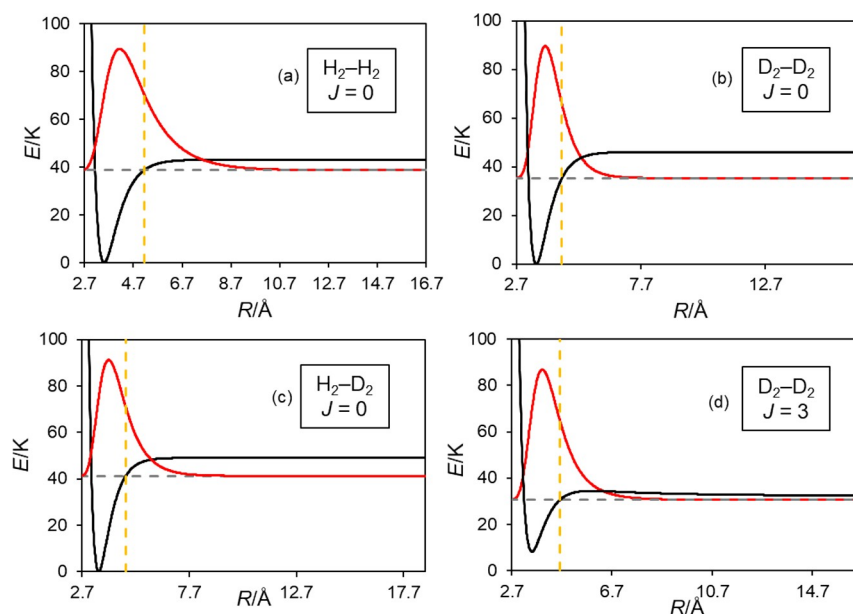 100
80
60
40
20
0
E/K
(a)
H₂–H₂
J = 0
2.7 4.7 6.7 8.7 10.7 12.7 14.7 16.7
R/Å
100
80
60
40
20
0
E/K
(b)
D₂–D₂
J = 0
2.7 7.7 12.7
R/Å
100
80
60
40
20
0
E/K
(c)
H₂–D₂
J = 0
2.7 7.7 12.7 17.7
R/Å
100
80
60
40
20
0
E/K
(d)
D₂–D₂
J = 3
2.7 6.7 10.7 14.7
R/Å